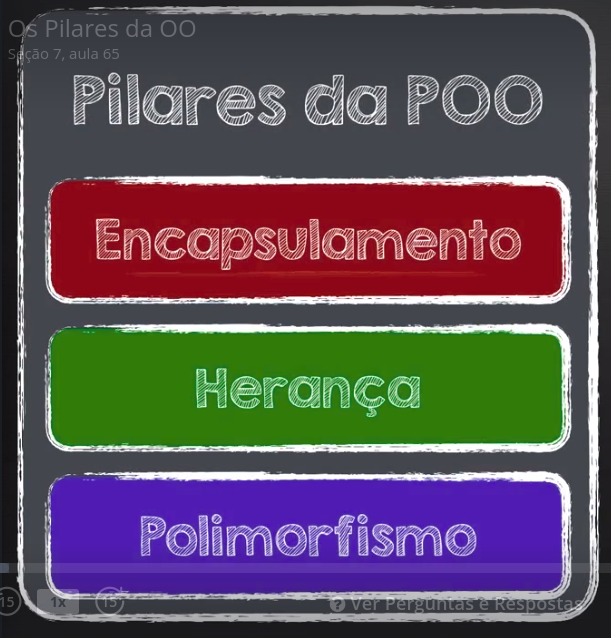 Os Pilares da OO
Seção 7, aula 65
Pilares da POO
Encapsulamento
Herança
Polimorfismo
15 1x 15 ? Ver Perguntas e Respostas